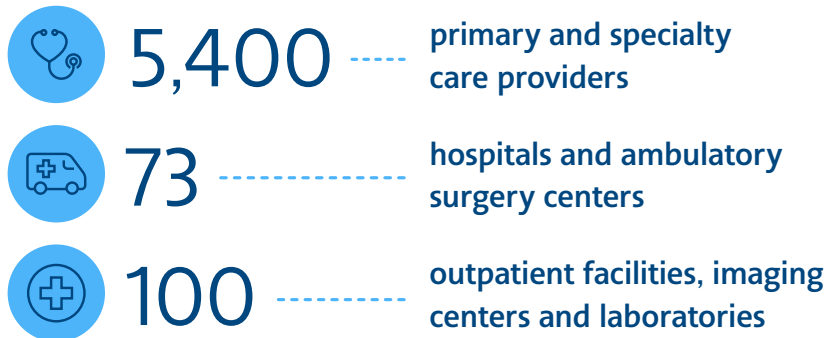 5,400
primary and specialty
care providers
73
hospitals and ambulatory
surgery centers
100
outpatient facilities, imaging
centers and laboratories